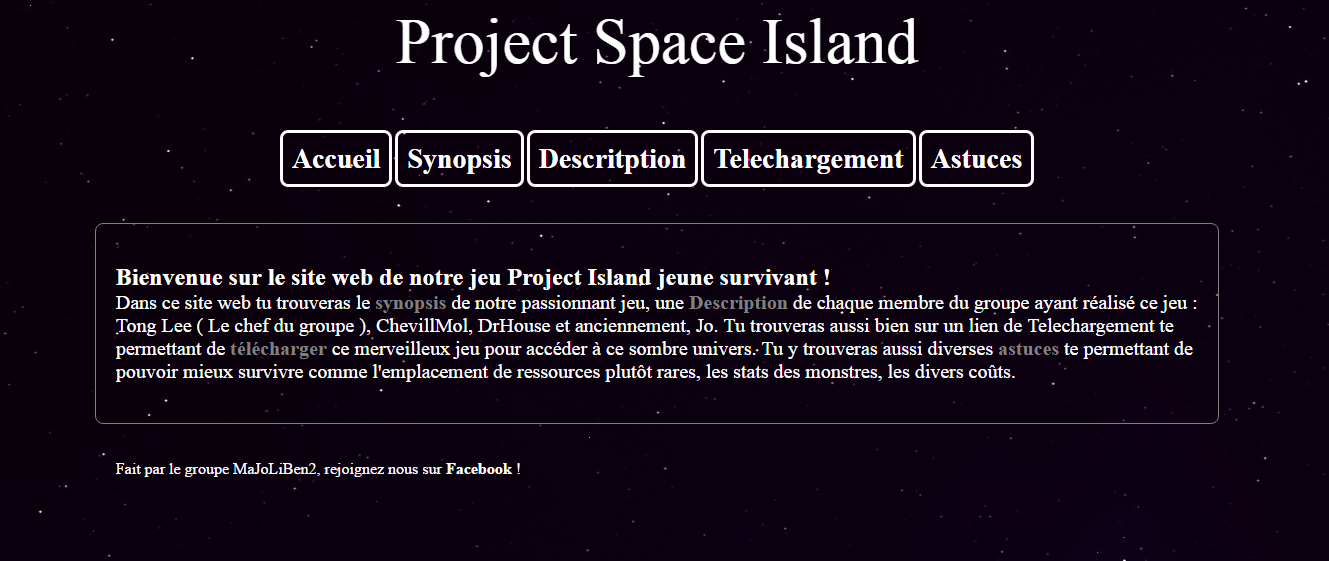 Project Space Island
Accueil Synopsis Descritption Telechargement Astuces
Bienvenue sur le site web de notre jeu Project Island jeune survivant !
Dans ce site web tu trouveras le synopsis de notre passionnant jeu, une Description de chaque membre du groupe ayant réalisé ce jeu :
Tong Lee ( Le chef du groupe ), ChevillMol, DrHouse et anciennement, Jo. Tu trouveras aussi bien sur un lien de Telechargement te
permettant de télécharger ce merveilleux jeu pour accéder à ce sombre univers. Tu y trouveras aussi diverses astuces te permettant de
pouvoir mieux survivre comme l'emplacement de ressources plutôt rares, les stats des monstres, les divers coûts.
Fait par le groupe MaJoLiBen2, rejoignez nous sur Facebook !